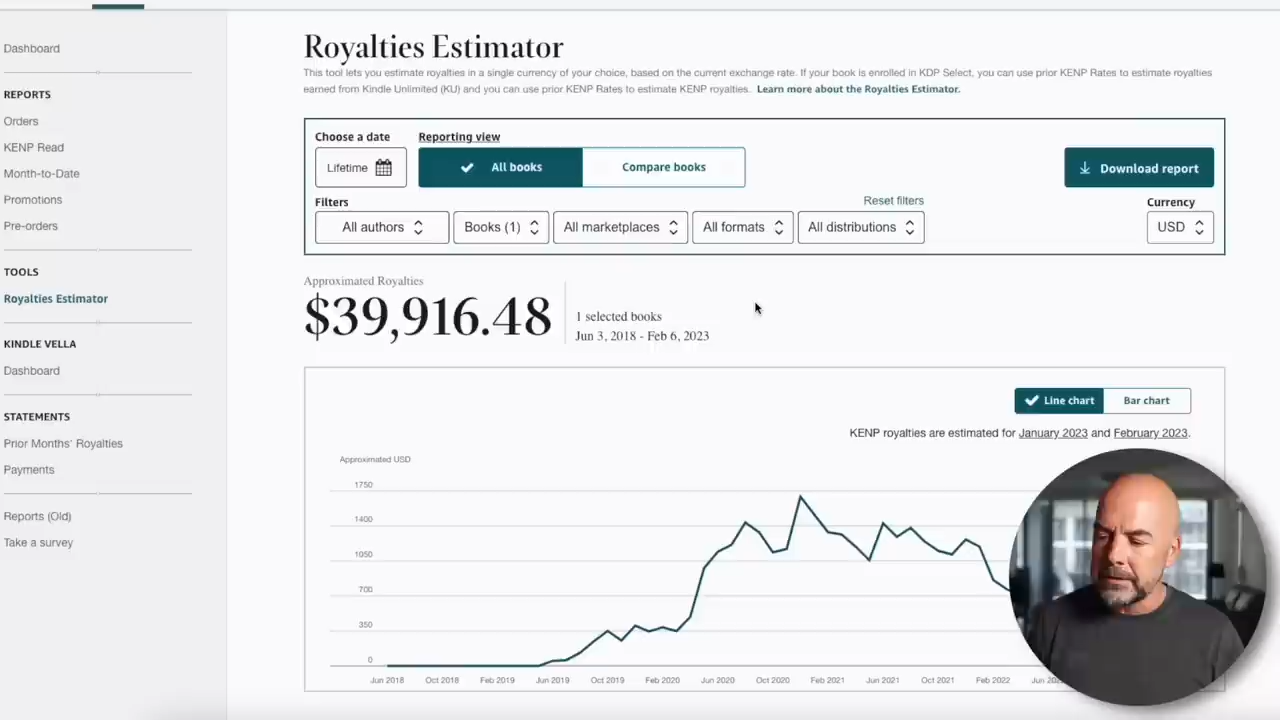 Royalties Estimator
This tool lets you estimate royalties in a single currency of your choice, based on the current exchange rate. If your book is enrolled in KDP Select, you can use prior KENP Rates to estimate royalties
earned from Kindle Unlimited (KU) and you can use prior KENP Rates to estimate KENP royalties. Learn more about the Royalties Estimator.
Dashboard
REPORTS
Orders
KENP Read
Month-to-Date
Promotions
Pre-orders
TOOLS
Royalties Estimator
KINDLE VELLA
Dashboard
STATEMENTS
Prior Months' Royalties
Payments
Reports (Old)
Take a survey
Choose a date
Reporting view
Lifetime
All books
Compare books
Download report
Filters
Reset filters
Currency
All authors
Books (1)
All marketplaces
All formats
All distributions
USD
Approximated Royalties
$39,916.48
1 selected books
Jun 3, 2018 - Feb 6, 2023
Line chart
Bar chart
KENP royalties are estimated for January 2023 and February 2023.
Approximated USD
1750
1400
1050
700
350
0
Jun 2018
Oct 2018
Feb 2019
Jun 2019
Oct 2019
Feb 2020
Jun 2020
Oct 2020
Feb 2021
Jun 2021
Oct 2021
Feb 2022